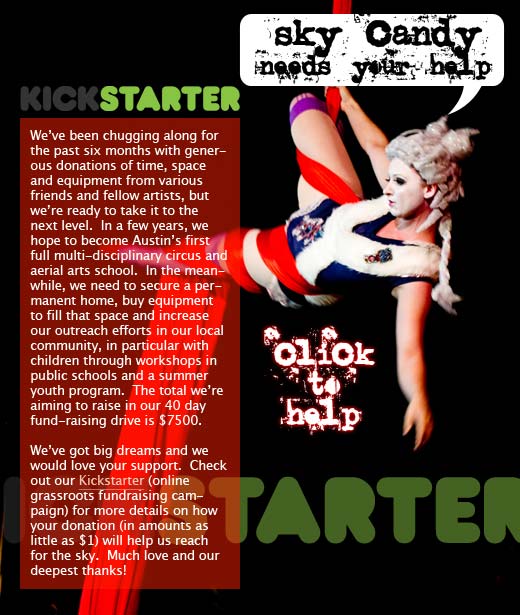 sky Candy
needs your help
KICKSTARTER
We've been chugging along for
the past six months with gener-
ous donations of time, space
and equipment from various
friends and fellow artists, but
we're ready to take it to the
next level.  In a few years, we
hope to become Austin's first
full multi-disciplinary circus and
aerial arts school.  In the mean-
while, we need to secure a per-
manent home, buy equipment
to fill that space and increase
our outreach efforts in our local
community, in particular with
children through workshops in
public schools and a summer
youth program.  The total we're
aiming to raise in our 40 day
fund-raising drive is $7500.
We've got big dreams and we
would love your support.  Check
out our Kickstarter (online
grassroots fundraising cam-
paign) for more details on how
your donation (in amounts as
little as $1) will help us reach
for the sky.  Much love and our
deepest thanks!
click
to
help
STARTER